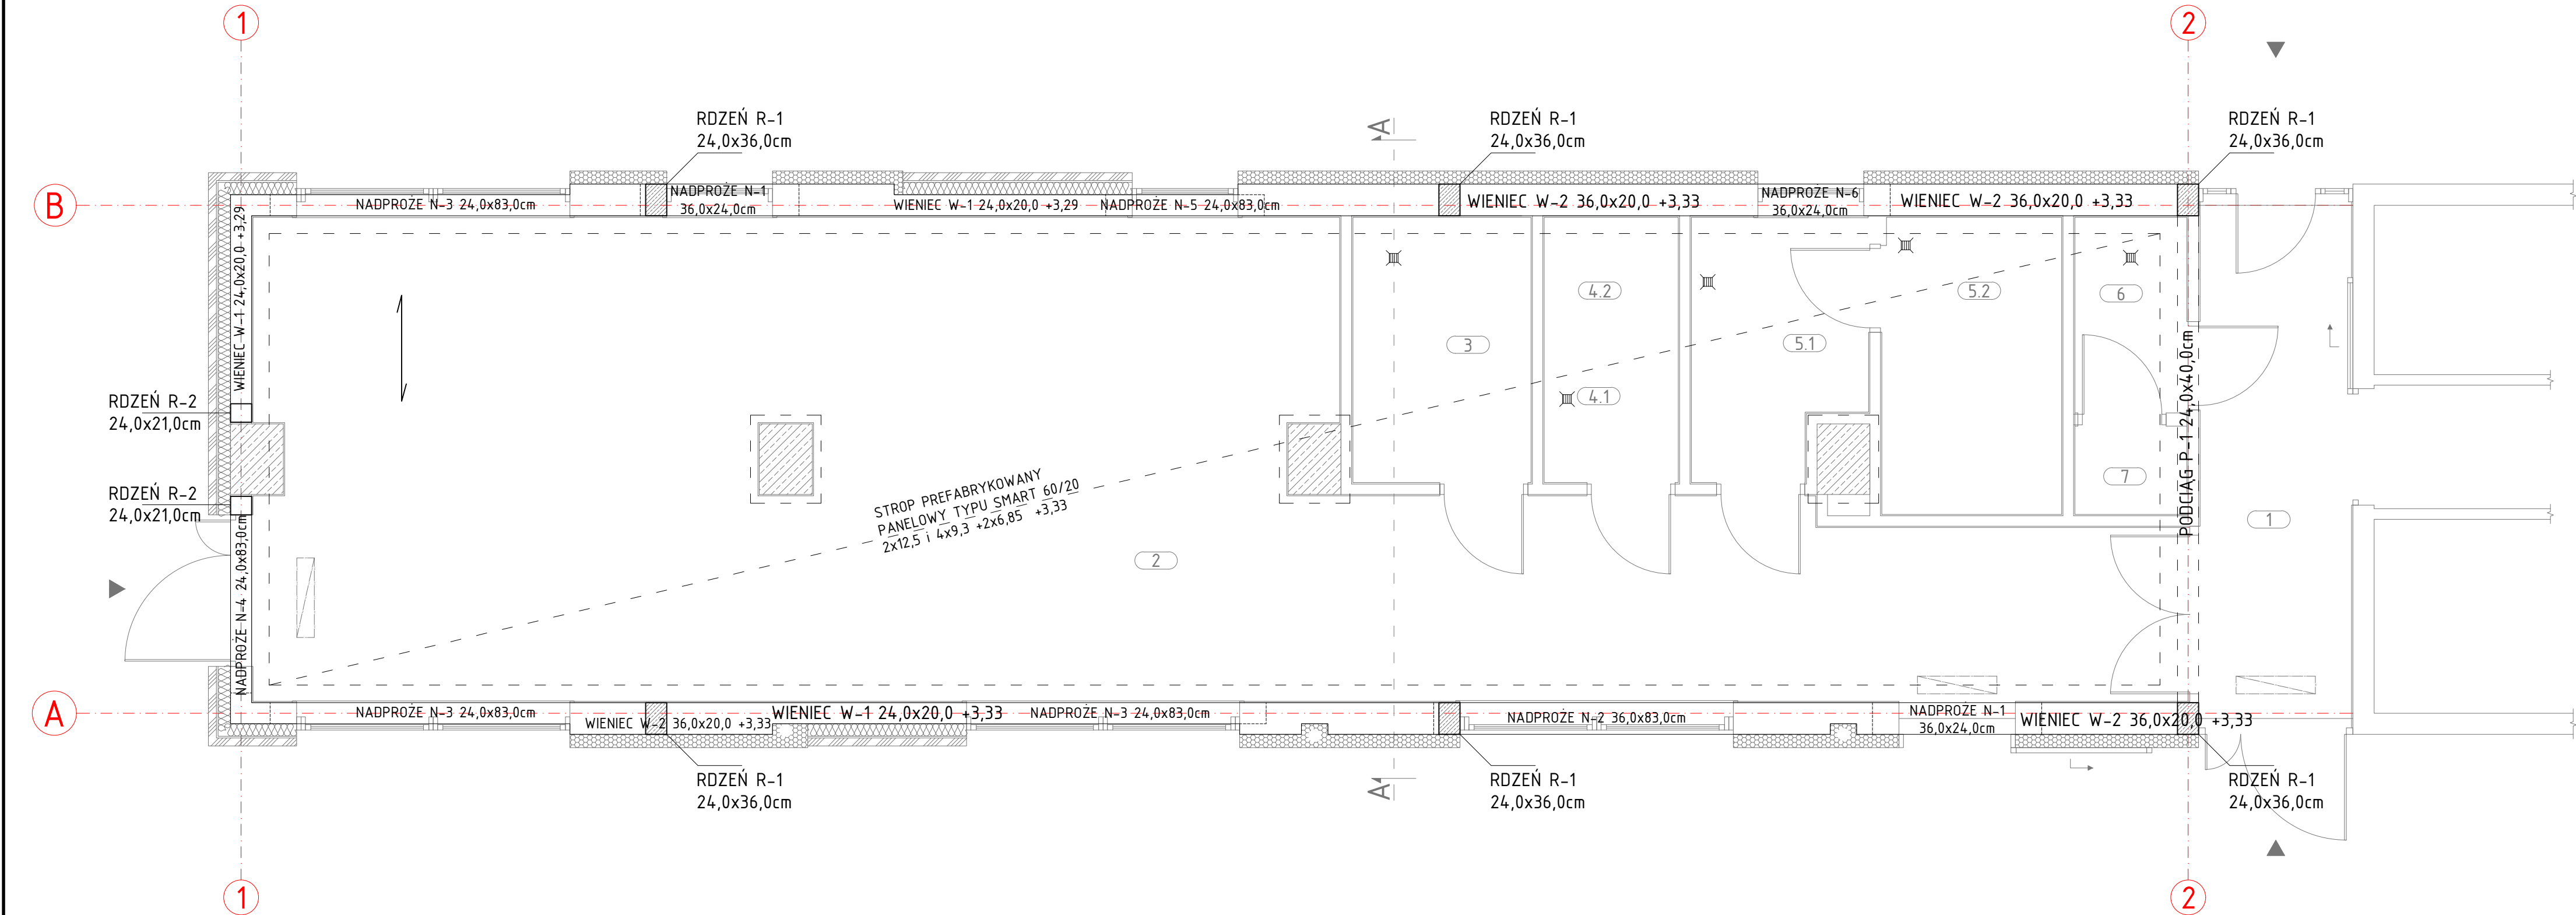 1
2
RDZEŃ R-1
24,0x36,0cm
RDZEŃ R-1
24,0x36,0cm
RDZEŃ R-1
24,0x36,0cm
A
B
NADPROŻE N-3 24,0x83,0cm
NADPROŻE N-1
36,0x24,0cm
WIENIEC W-1 24,0x20,0 +3,29
NADPROŻE N-5 24,0x83,0cm
WIENIEC W-2 36,0x20,0 +3,33
NADPROŻE N-6
36,0x24,0cm
WIENIEC W-2 36,0x20,0 +3,33
WIENIEC W-1 24,0x20,0 +3,29
4.2
5.2
6
3
5.1
4.1
PODCIĄG P-1 24,0x40,0cm
RDZEŃ R-2
24,0x21,0cm
RDZEŃ R-2
24,0x21,0cm
STROP PREFABRYKOWANY
PANELOWY TYPU SMART 60/20
2x12,5 i 4x9,3 +2x6,85 +3,33
7
1
2
NADPROŻE N-4 24,0x83,0cm
A
NADPROŻE N-3 24,0x83,0cm
WIENIEC W-2 36,0x20,0 +3,33
WIENIEC W-1 24,0x20,0 +3,33
NADPROŻE N-3 24,0x83,0cm
NADPROŻE N-2 36,0x83,0cm
NADPROŻE N-1
36,0x24,0cm
WIENIEC W-2 36,0x20,0 +3,33
RDZEŃ R-1
24,0x36,0cm
RDZEŃ R-1
24,0x36,0cm
RDZEŃ R-1
24,0x36,0cm
A
1
2